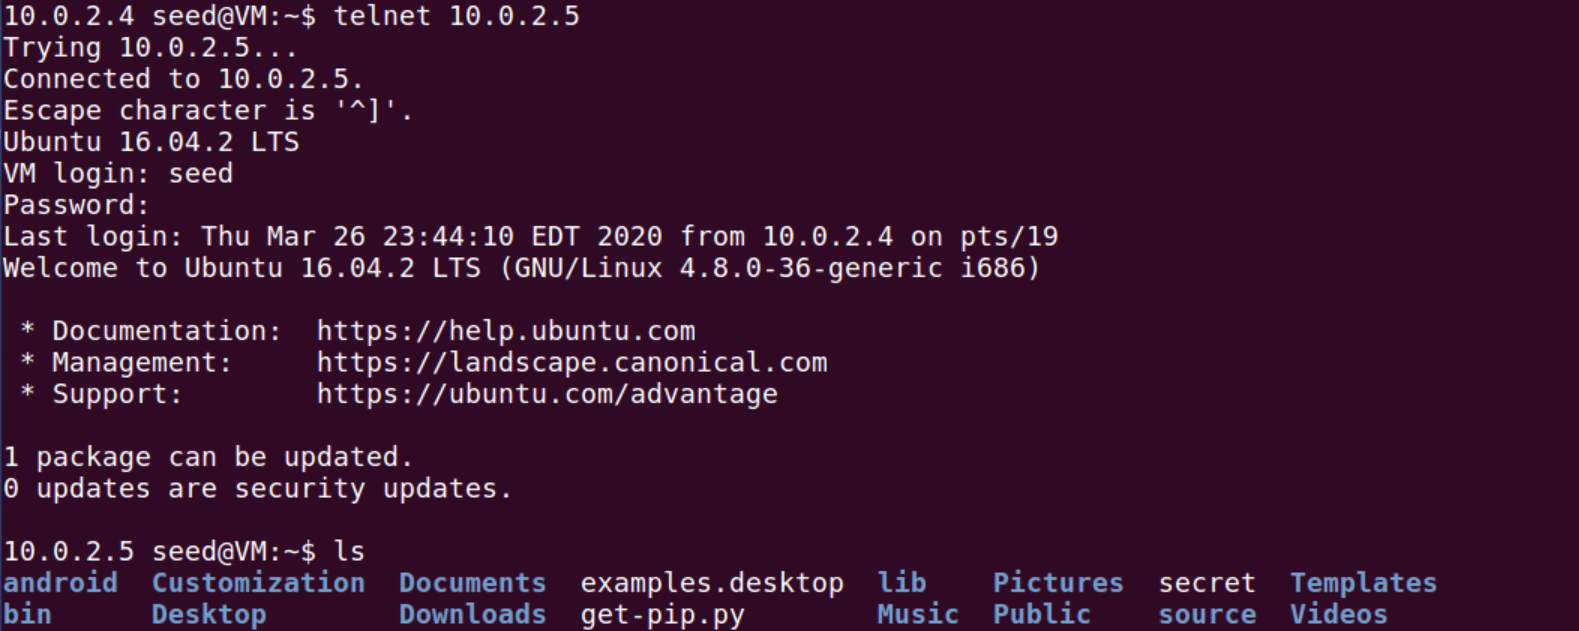 10.0.2.4 seed@VM:~$ telnet 10.0.2.5
Trying 10.0.2.5...
Connected to 10.0.2.5.
Escape character is '^]'.
Ubuntu 16.04.2 LTS
VM login: seed
Password:
Last login: Thu Mar 26 23:44:10 EDT 2020 from 10.0.2.4 on pts/19
Welcome to Ubuntu 16.04.2 LTS (GNU/Linux 4.8.0-36-generic i686)

 * Documentation:  https://help.ubuntu.com
 * Management:     https://landscape.canonical.com
 * Support:        https://ubuntu.com/advantage

1 package can be updated.
0 updates are security updates.

10.0.2.5 seed@VM:~$ ls
android  Customization  Documents  examples.desktop  lib    Pictures  secret  Templates
bin      Desktop        Downloads  get-pip.py        Music  Public    source  Videos